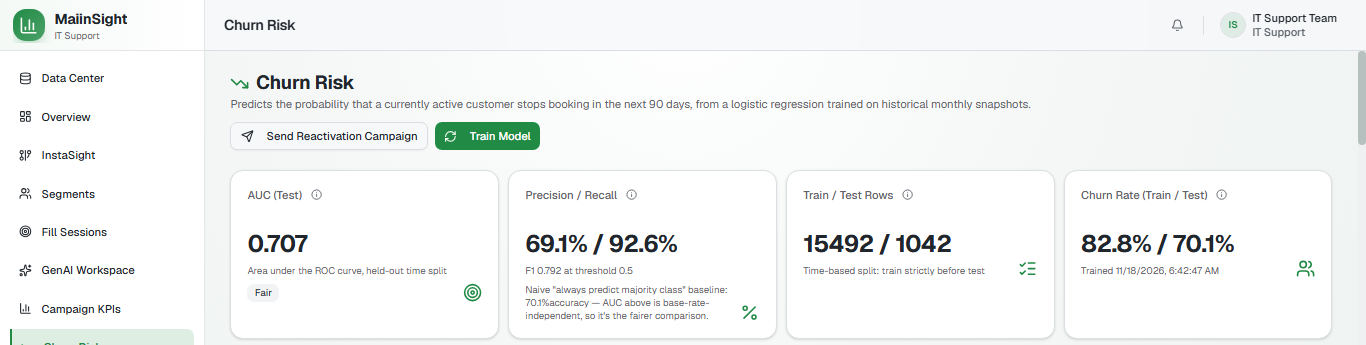 MaiinSight
IT Support
Churn Risk
IS
IT Support Team
IT Support
Data Center
Overview
InstaSight
Segments
Fill Sessions
GenAI Workspace
Campaign KPIs
Churn Risk
Churn Risk
Predicts the probability that a currently active customer stops booking in the next 90 days, from a logistic regression trained on historical monthly snapshots.
Send Reactivation Campaign
Train Model
AUC (Test)
0.707
Area under the ROC curve, held-out time split
Fair
Precision / Recall
69.1% / 92.6%
F1 0.792 at threshold 0.5
Naive "always predict majority class" baseline:
70.1%accuracy — AUC above is base-rate-
independent, so it's the fairer comparison.
Train / Test Rows
15492 / 1042
Time-based split: train strictly before test
Churn Rate (Train / Test)
82.8% / 70.1%
Trained 11/18/2026, 6:42:47 AM